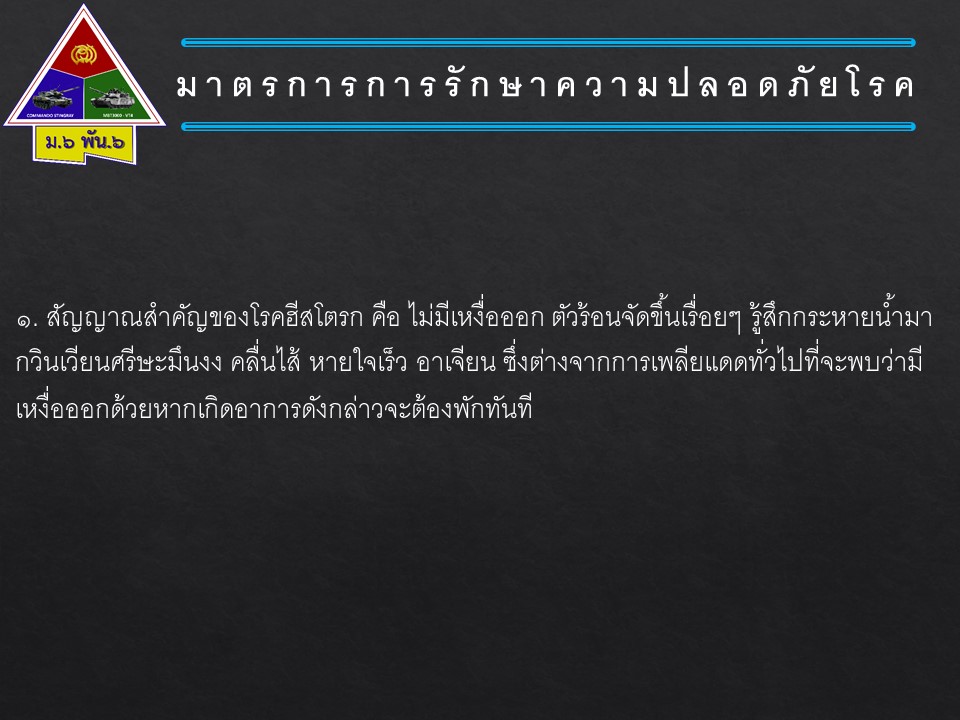 COMMANDO STINGRAY
MBT3000 - VT4
ม.๖ พัน.๖
มาตรการการรักษาความปลอดภัยโรค
๑. สัญญาณสำคัญของโรคฮีสโตรก คือ ไม่มีเหงื่อออก ตัวร้อนจัดขึ้นเรื่อยๆ รู้สึกกระหายน้ำมา
กวินเวียนศรีษะมึนงง คลื่นไส้ หายใจเร็ว อาเจียน ซึ่งต่างจากการเพลียแดดทั่วไปที่จะพบว่ามี
เหงื่อออกด้วยหากเกิดอาการดังกล่าวจะต้องพักทันที